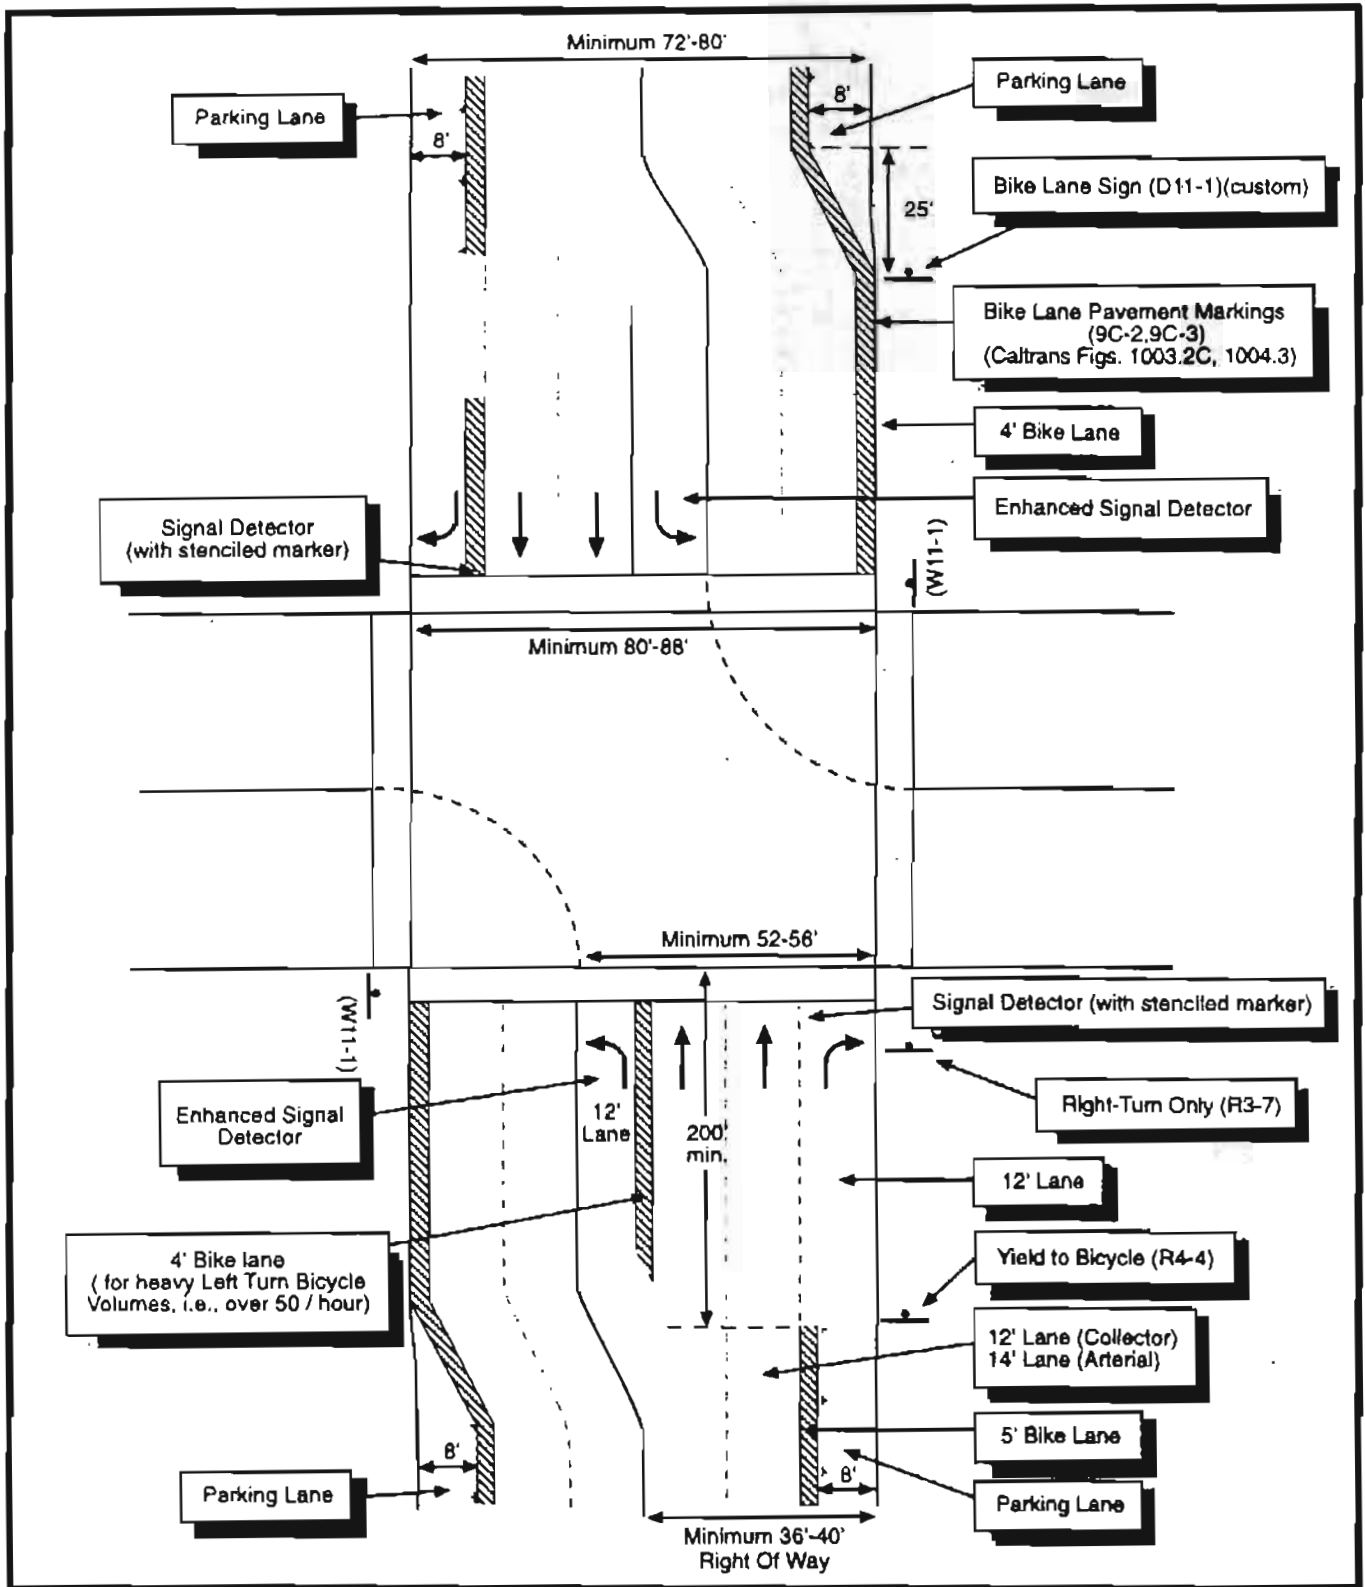 Minimum 72'-80'
Parking Lane
8'
8'
Parking Lane
25'
Bike Lane Sign (D11-1)(custom)
Bike Lane Pavement Markings
(9C-2,9C-3)
(Caltrans Figs. 1003.2C, 1004.3)
4' Bike Lane
Enhanced Signal Detector
Signal Detector
(with stenciled marker)
(W11-1)
Minimum 80'-88'
Minimum 52-56'
(W11-1)
Signal Detector (with stenciled marker)
Right-Turn Only (R3-7)
Enhanced Signal
Detector
12'
Lane
200'
min.
12' Lane
4' Bike lane
( for heavy Left Turn Bicycle
Volumes, i.e., over 50 / hour)
Yield to Bicycle (R4-4)
12' Lane (Collector)
14' Lane (Arterial)
5' Bike Lane
8'
8'
Parking Lane
Parking Lane
Minimum 36'-40'
Right Of Way